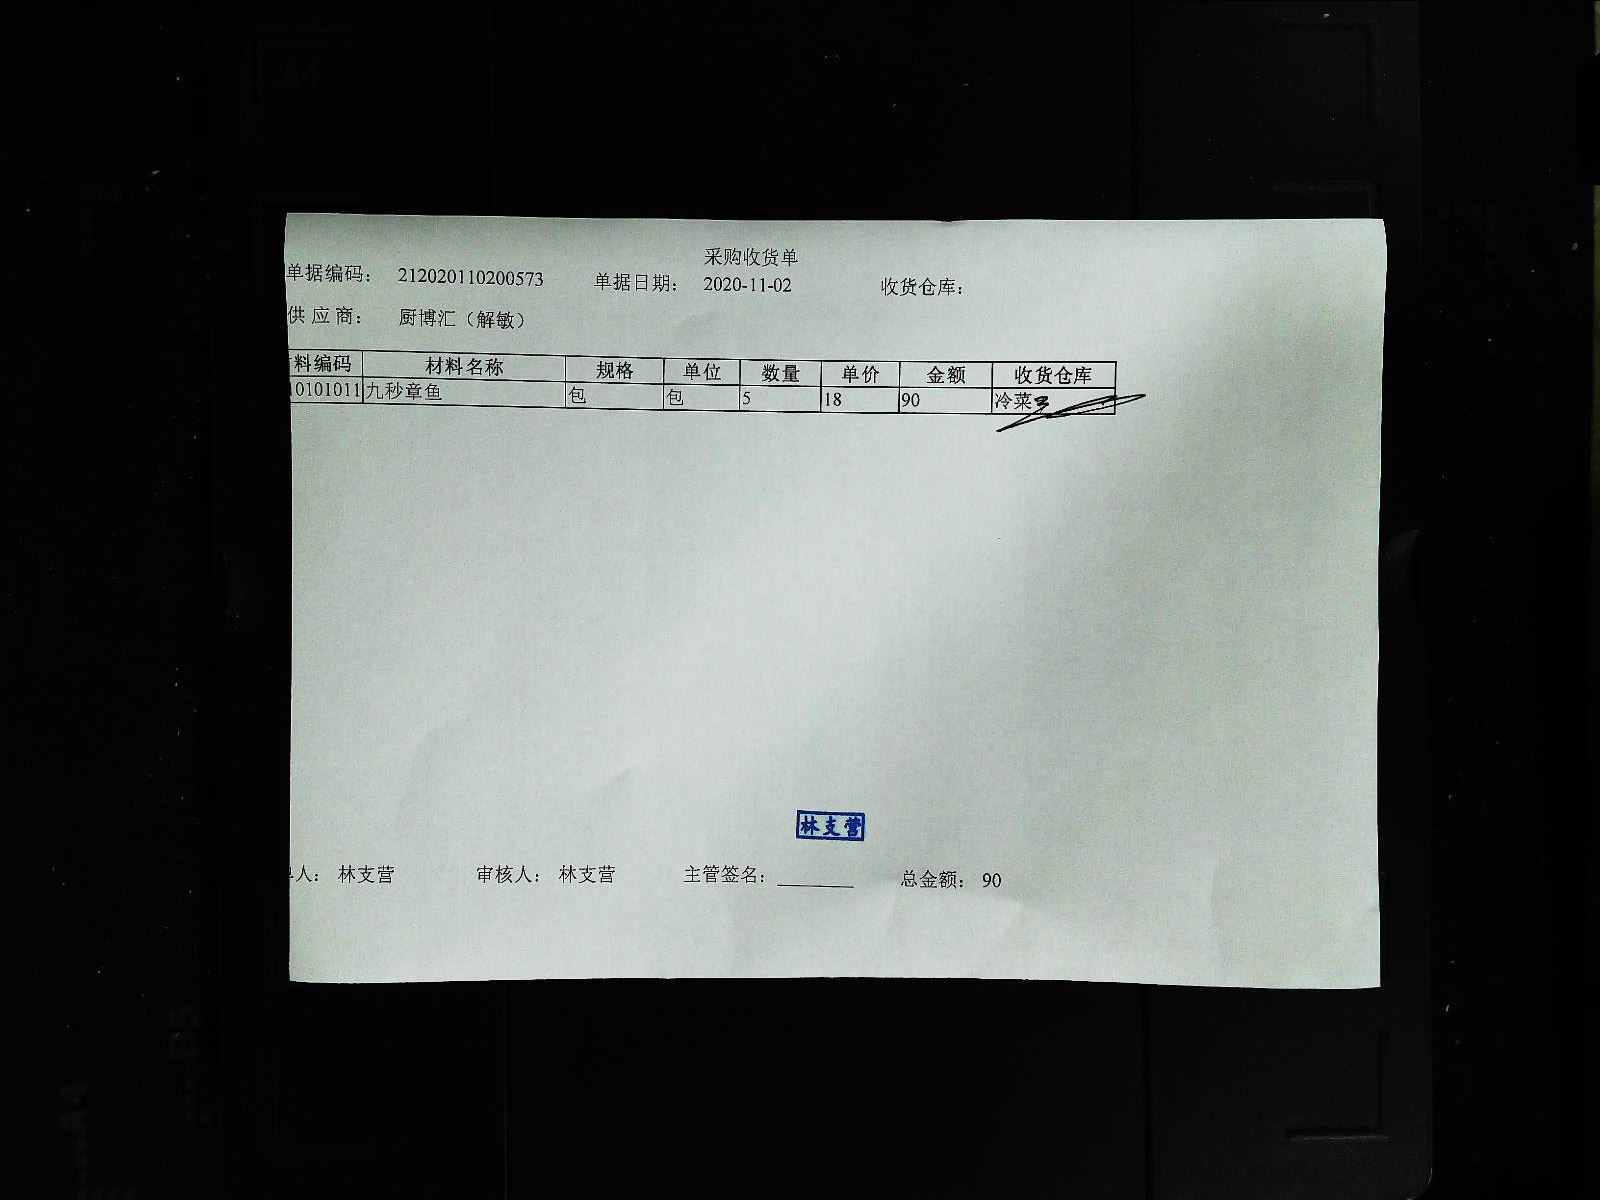 采购收货单
单据编码： 212020110200573 单据日期： 2020-11-02 收货仓库：
供应商： 厨博汇（解敏）
料编码 材料名称 规格 单位 数量 单价 金额 收货仓库
10101011 九秒章鱼 包 包 5 18 90 冷菜
林支营
人： 林支营 审核人： 林支营 主管签名： 总金额： 90